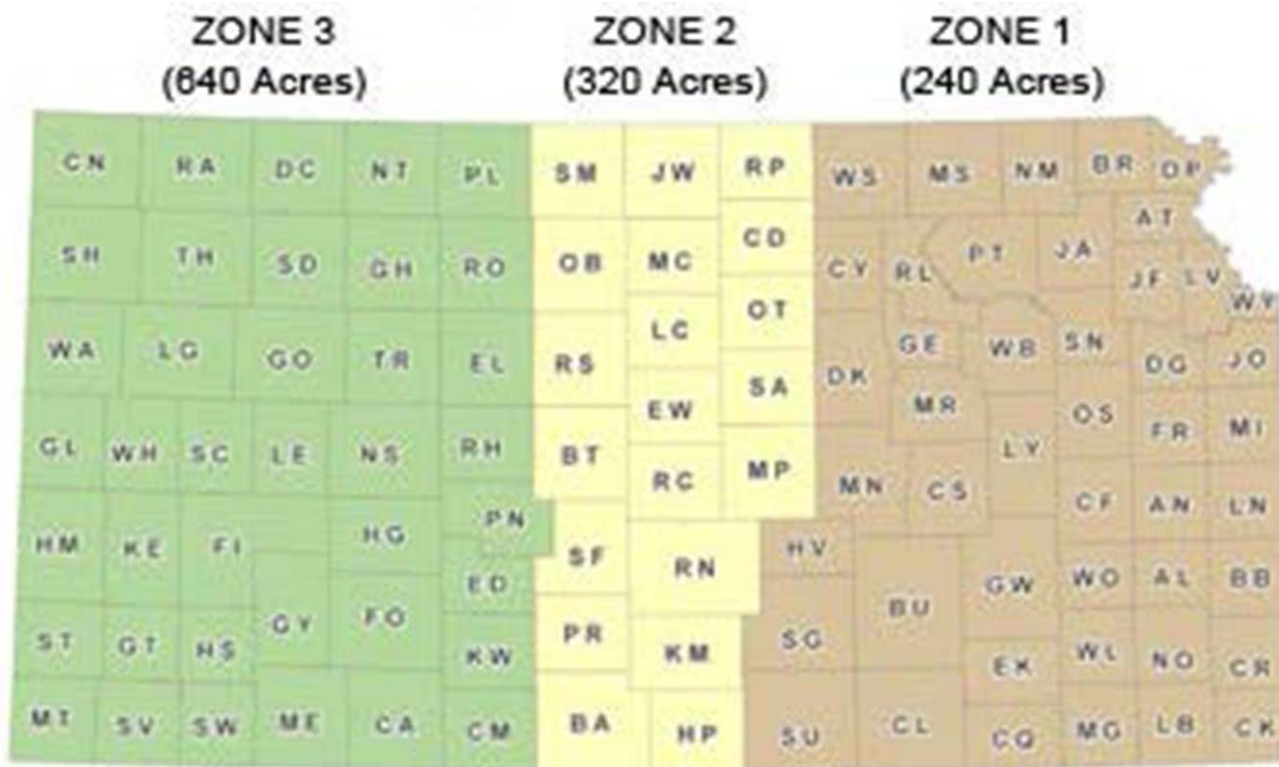 ZONE 3 ZONE 2 ZONE 1
(640 Acres) (320 Acres) (240 Acres)
CN RA DC NT PL SM JW RP WS MS NM BR DP
AT
SH TH SD GH RO OB MC CD CY RL PT JA JF LV
WY
OT
WA LG GO TR EL RS LC DK GE WB SN DG JO
EW SA MR OS
GL WH SC LE NS RH BT RC MP MN CS LY FR MI
HM KE FI HG PN SF RN HV CF AN LN
ED GW WO AL BB
ST GT HS GY FO KW PR KM SG BU EK WL NO CR
MT SV SW ME CA CM BA HP SU CL CQ MG LB CK